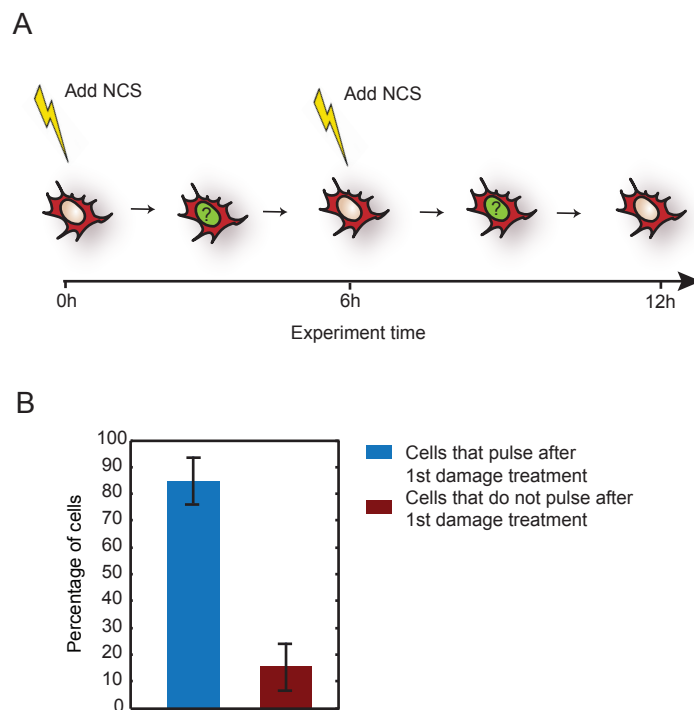 A
Add NCS
Add NCS
?
?
0h
6h
12h
Experiment time
B
100
90
80
70
60
50
40
30
20
10
0
Percentage of cells
Cells that pulse after
1st damage treatment
Cells that do not pulse after
1st damage treatment